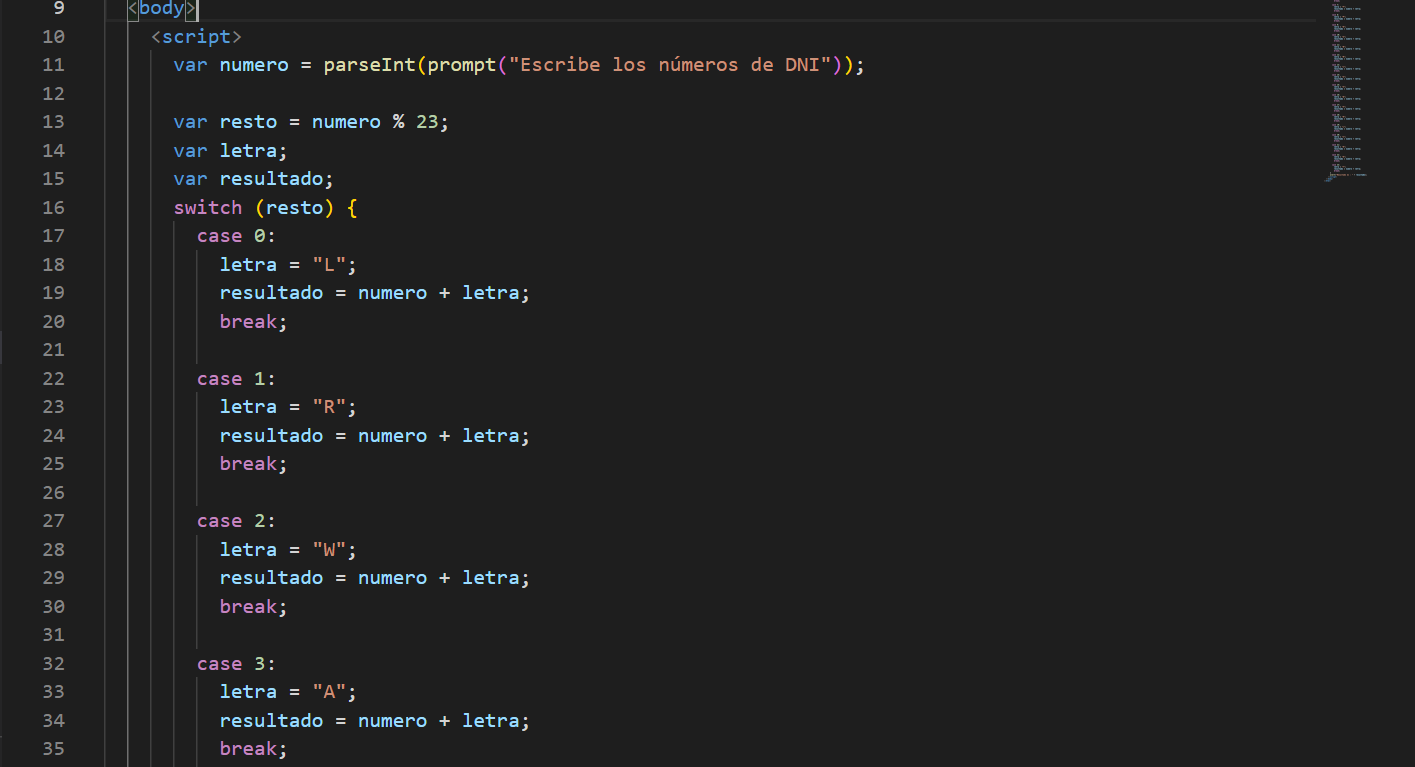 9 <body>
10 <script>
11 var numero = parseInt(prompt("Escribe los números de DNI"));
12
13 var resto = numero % 23;
14 var letra;
15 var resultado;
16 switch (resto) {
17 case 0:
18 letra = "L";
19 resultado = numero + letra;
20 break;
21
22 case 1:
23 letra = "R";
24 resultado = numero + letra;
25 break;
26
27 case 2:
28 letra = "W";
29 resultado = numero + letra;
30 break;
31
32 case 3:
33 letra = "A";
34 resultado = numero + letra;
35 break;